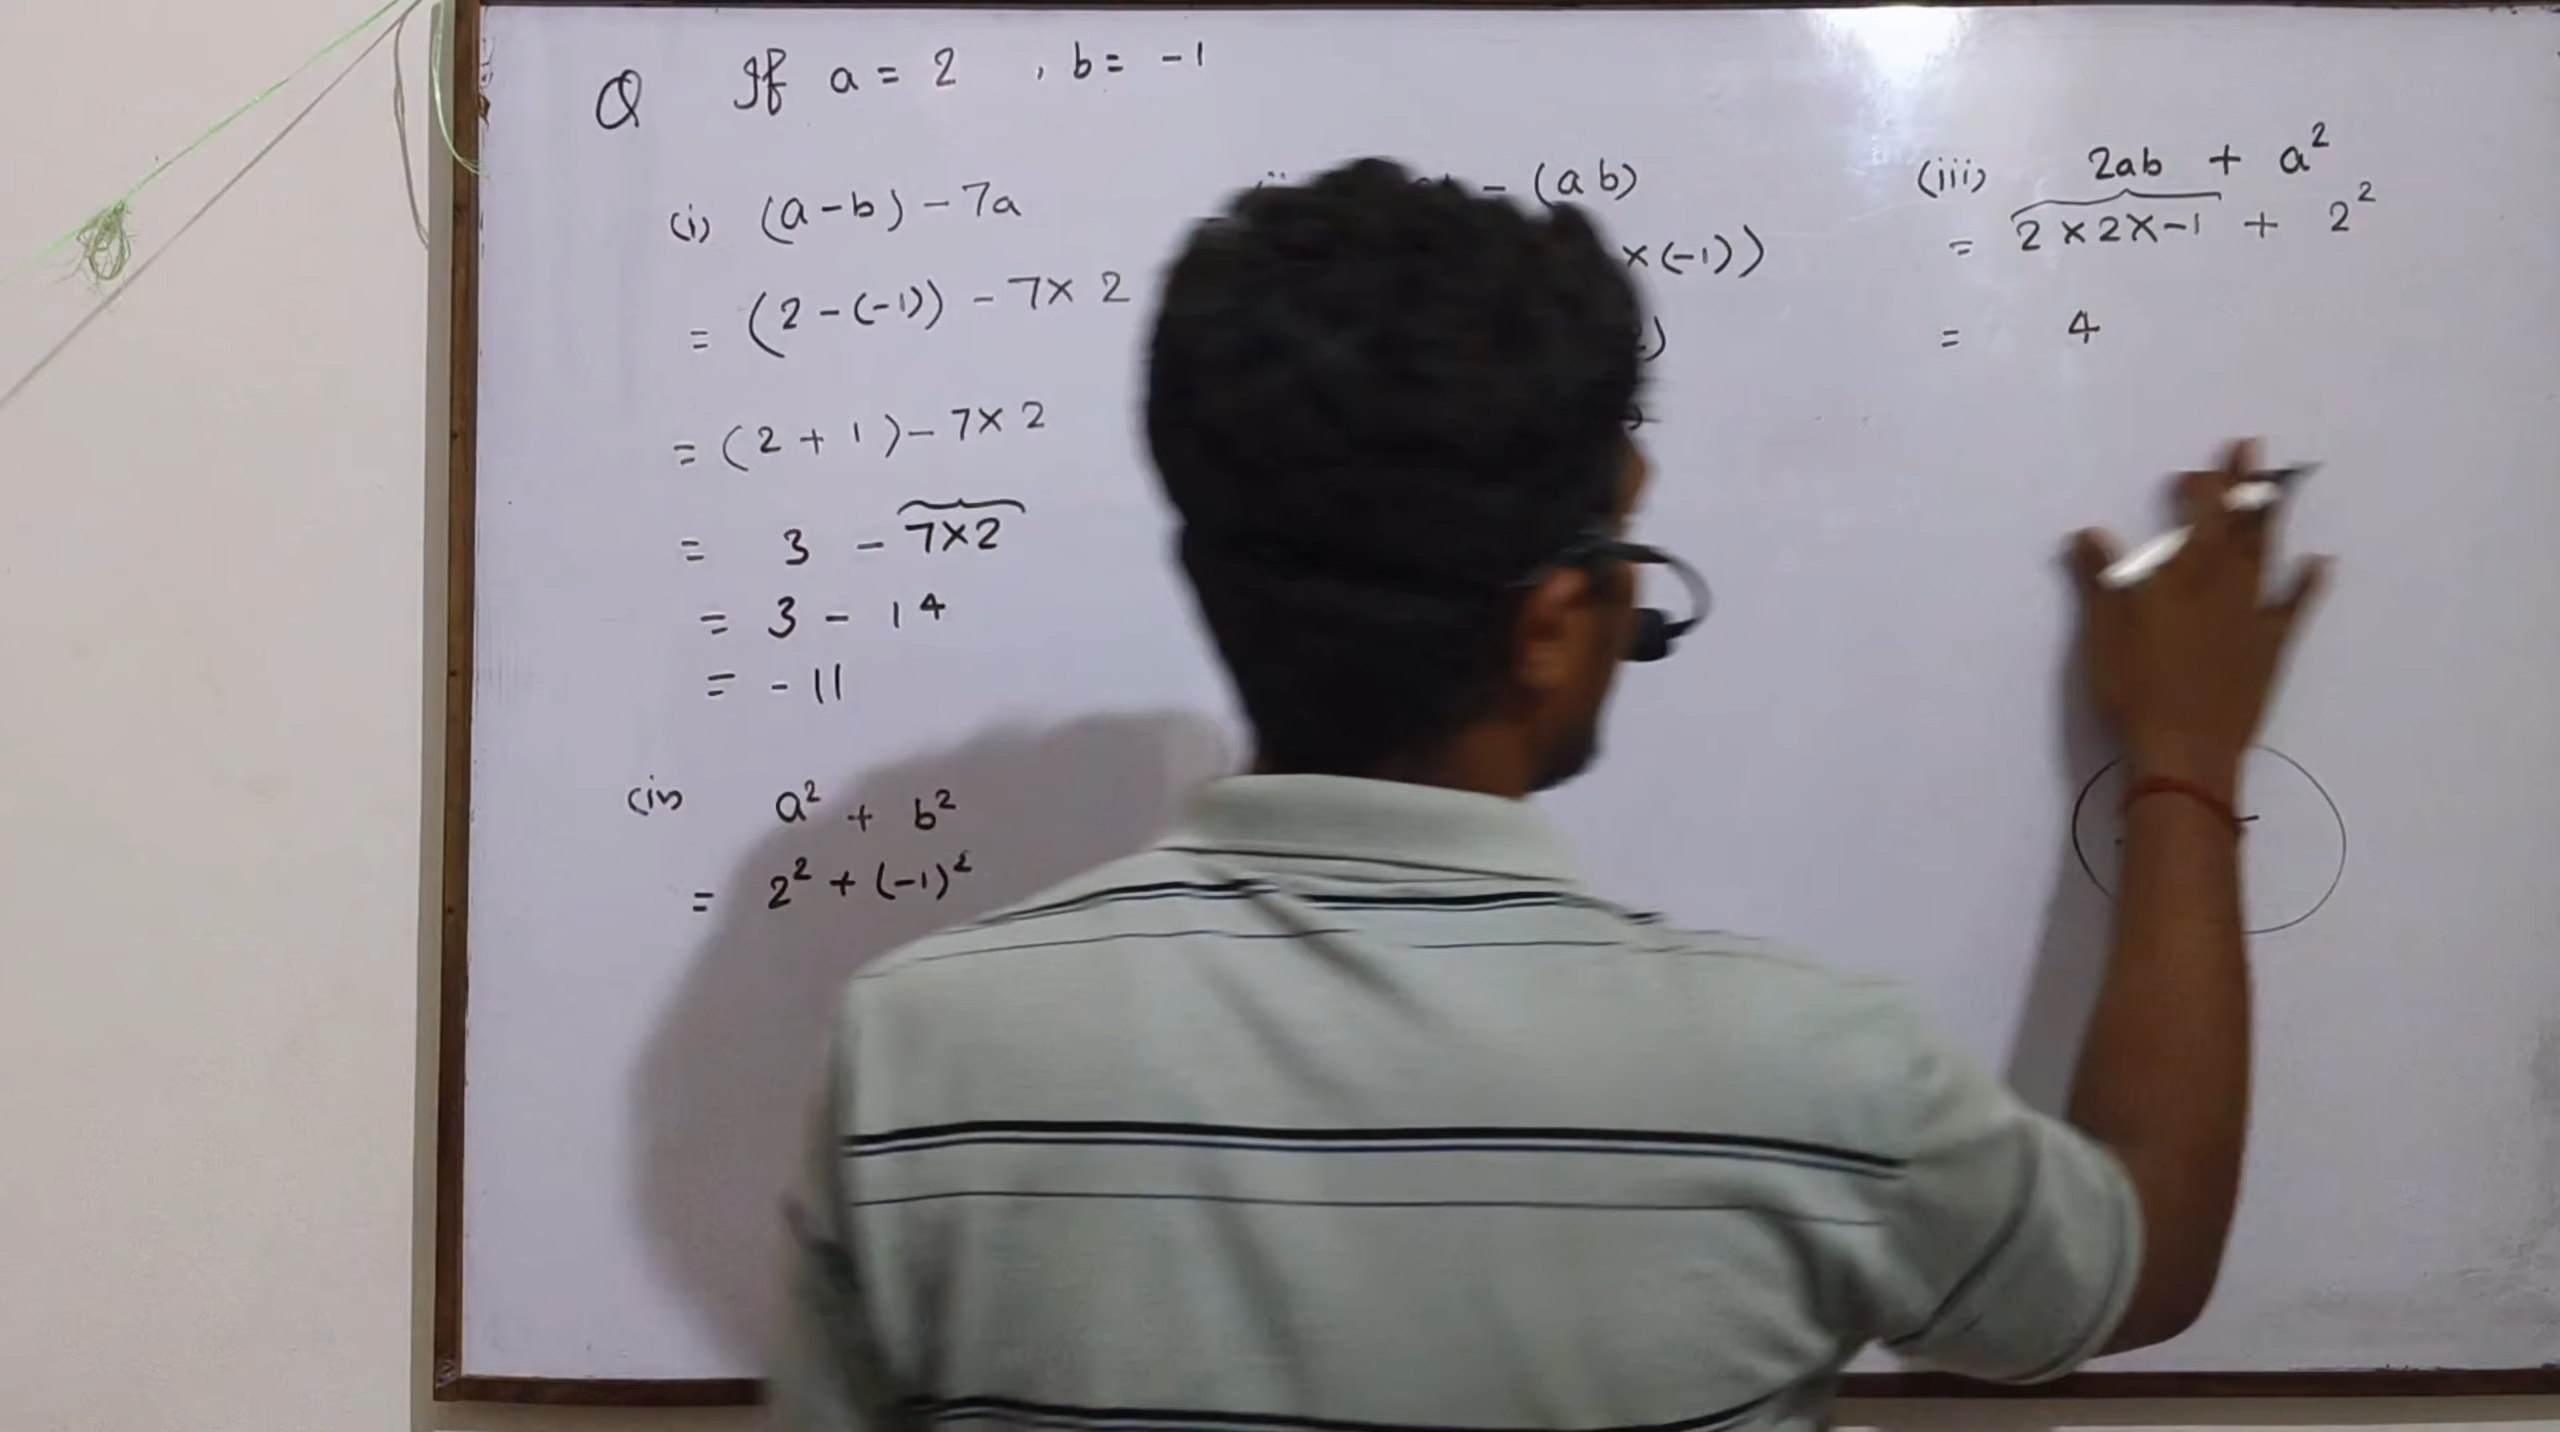 Q If a = 2 , b = -1
(i) (a-b) - 7a
= (2-(-1)) - 7× 2
= (2 + 1) - 7× 2
= 3 - 7×2
= 3 - 14
= - 11
- (ab)
×(-1))
)
(iii) 2ab + a²
= 2×2×-1 + 2²
= 4
(iv) a² + b²
= 2² + (-1)²